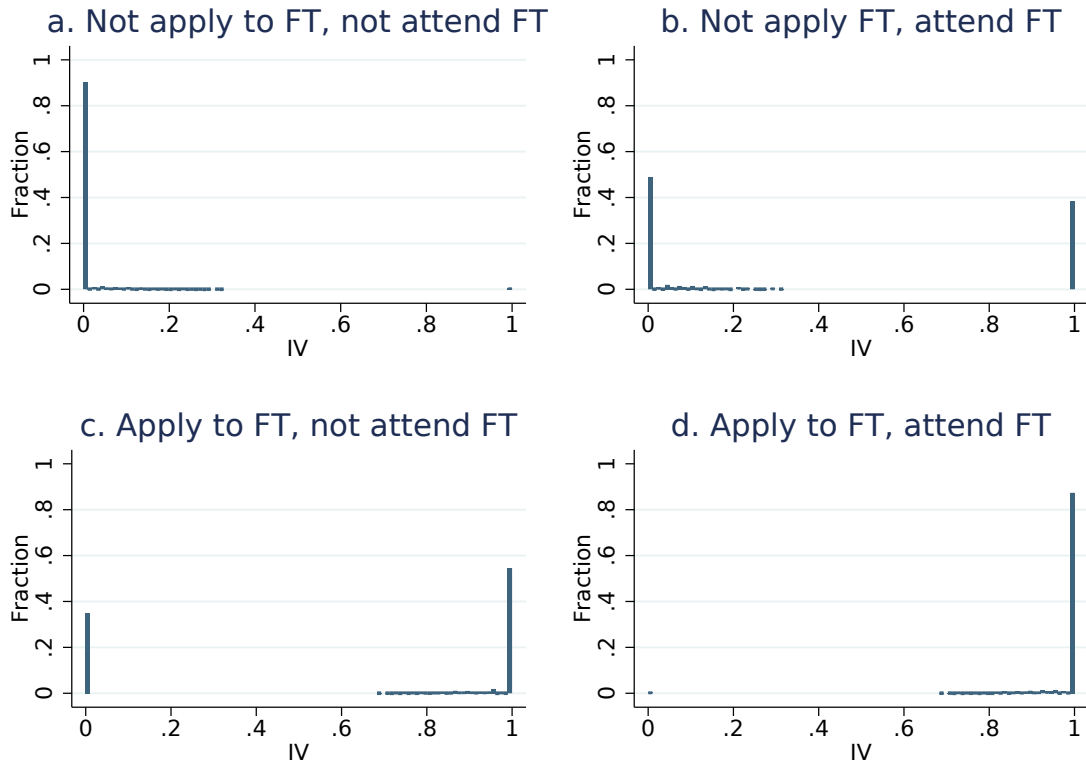 a. Not apply to FT, not attend FT
Fraction
0 .2 .4 .6 .8 1
0 .2 .4 .6 .8 1
IV
b. Not apply FT, attend FT
Fraction
0 .2 .4 .6 .8 1
0 .2 .4 .6 .8 1
IV
c. Apply to FT, not attend FT
Fraction
0 .2 .4 .6 .8 1
0 .2 .4 .6 .8 1
IV
d. Apply to FT, attend FT
Fraction
0 .2 .4 .6 .8 1
0 .2 .4 .6 .8 1
IV